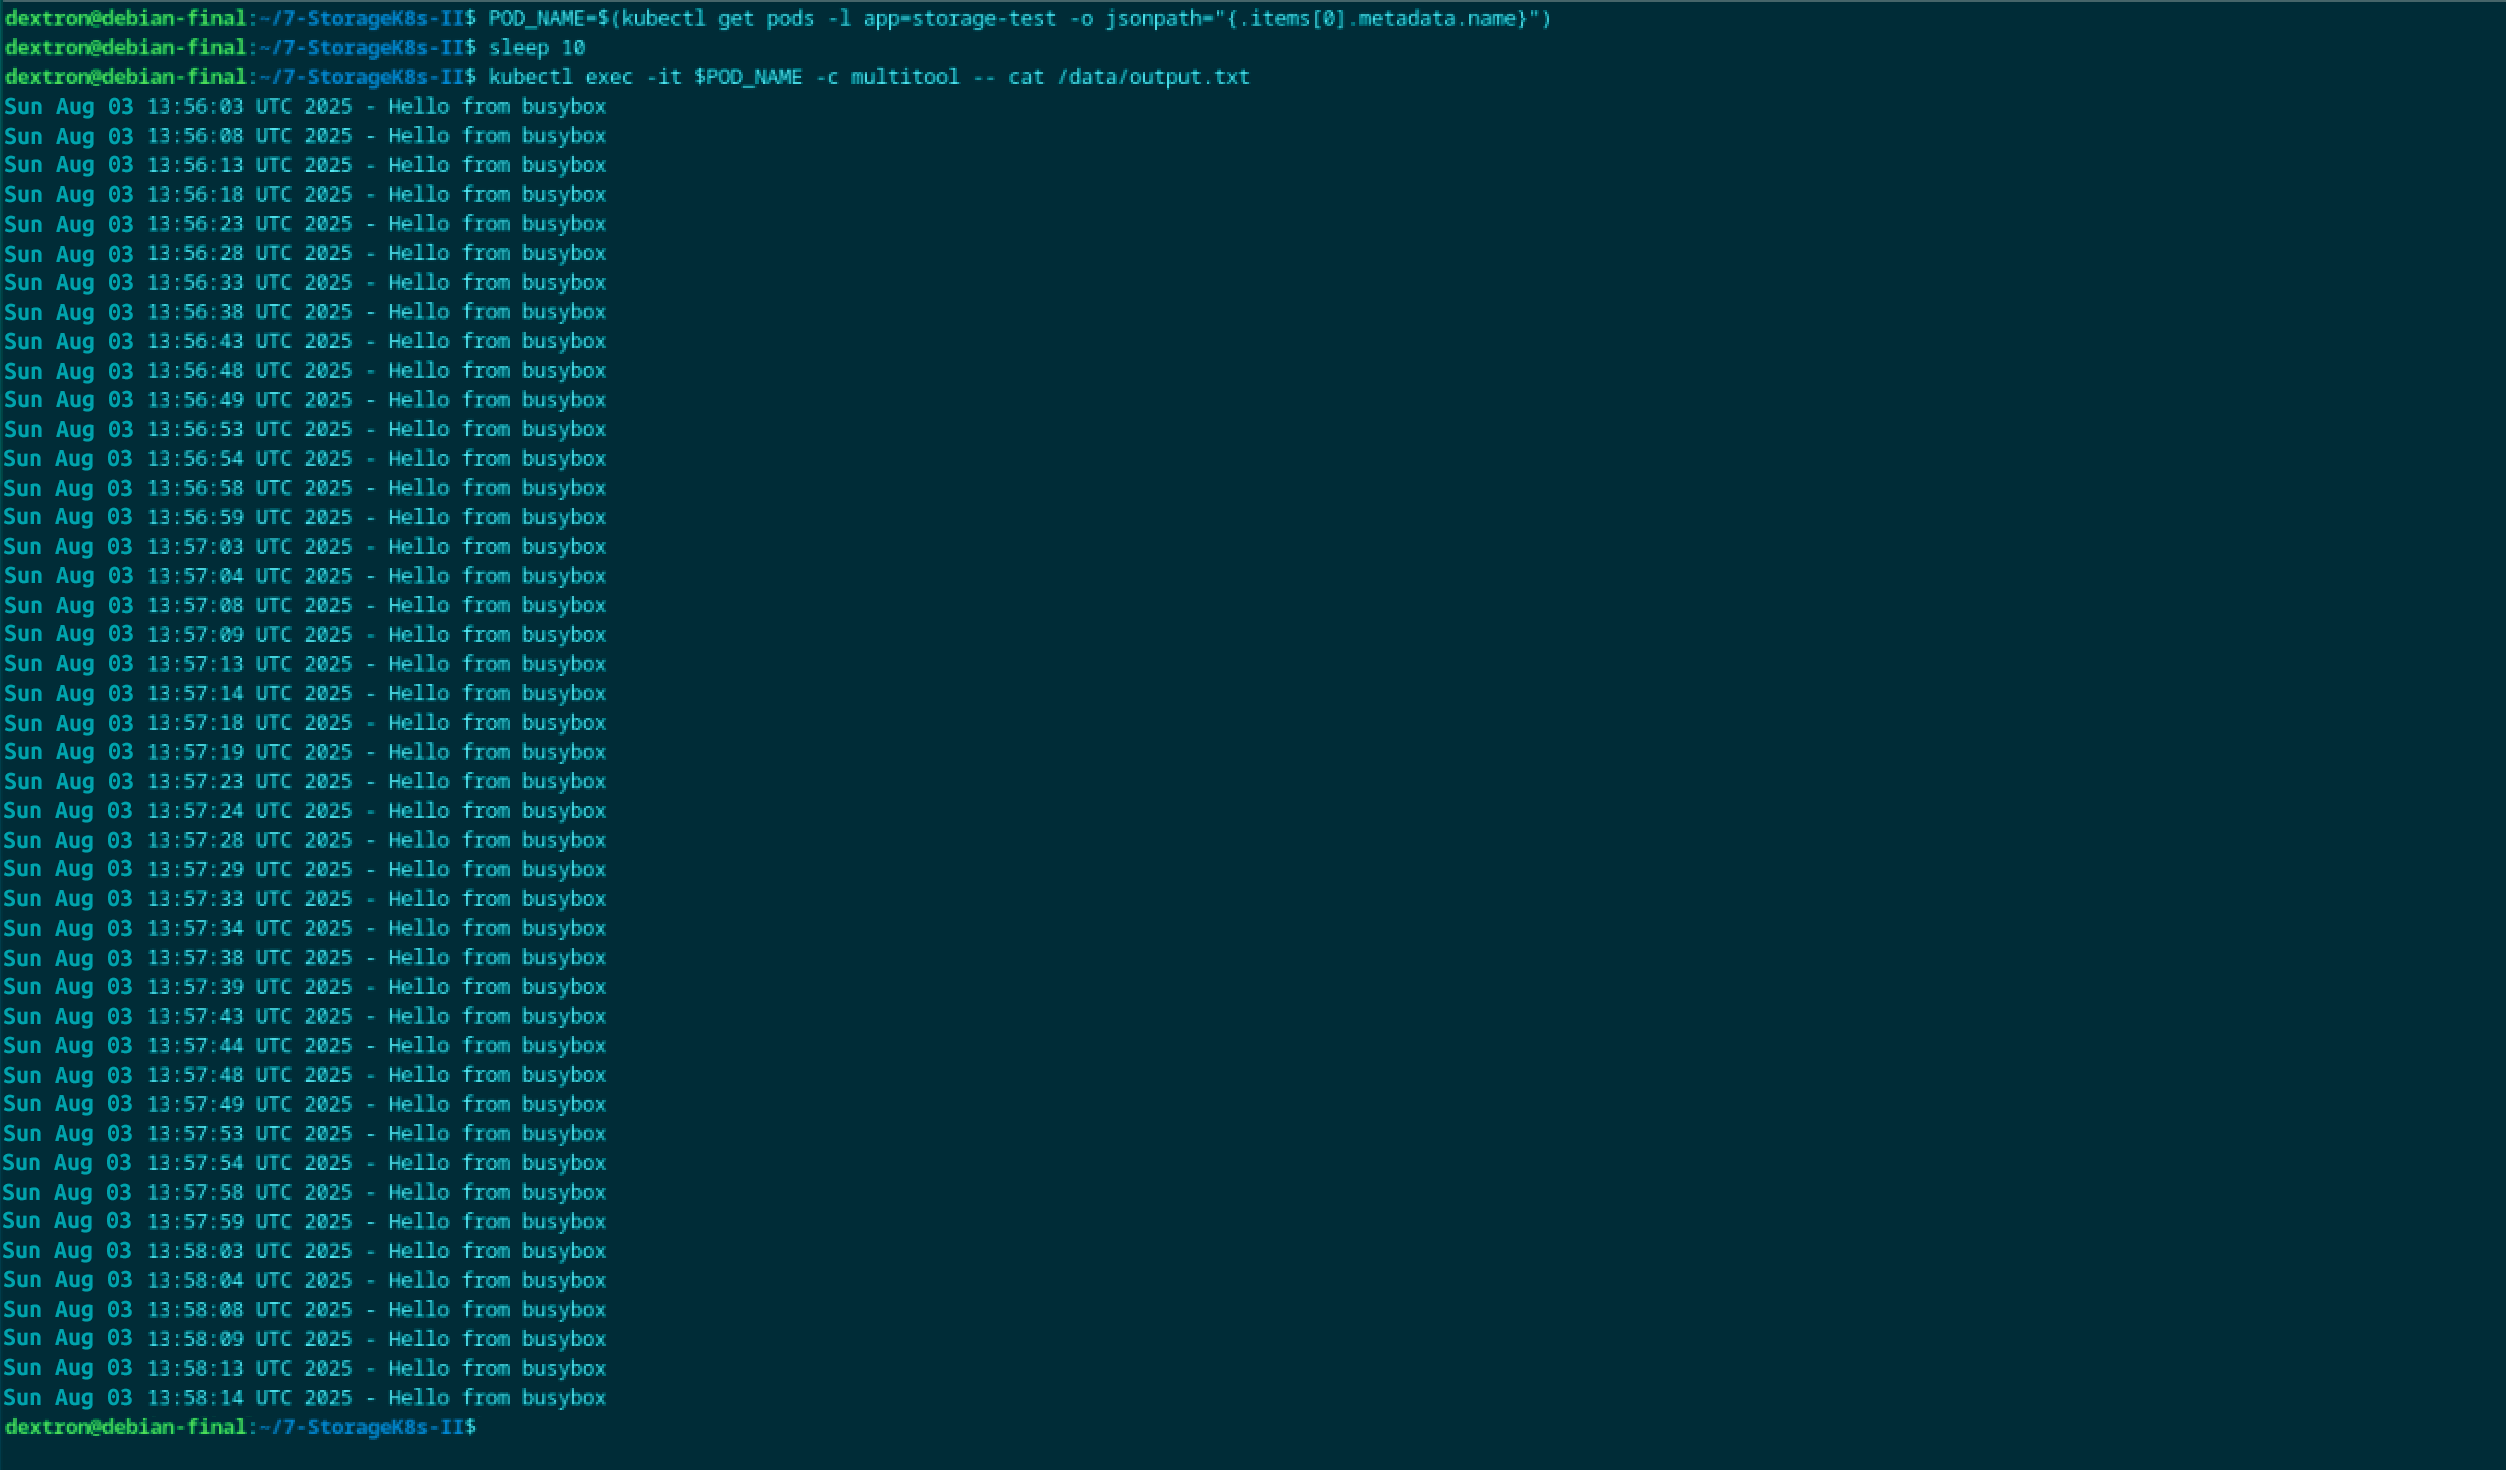 dextron@debian-final:~/7-StorageK8s-II$ POD_NAME=$(kubectl get pods -l app=storage-test -o jsonpath="{.items[0].metadata.name}")
dextron@debian-final:~/7-StorageK8s-II$ sleep 10
dextron@debian-final:~/7-StorageK8s-II$ kubectl exec -it $POD_NAME -c multitool -- cat /data/output.txt
Sun Aug 03 13:56:03 UTC 2025 - Hello from busybox
Sun Aug 03 13:56:08 UTC 2025 - Hello from busybox
Sun Aug 03 13:56:13 UTC 2025 - Hello from busybox
Sun Aug 03 13:56:18 UTC 2025 - Hello from busybox
Sun Aug 03 13:56:23 UTC 2025 - Hello from busybox
Sun Aug 03 13:56:28 UTC 2025 - Hello from busybox
Sun Aug 03 13:56:33 UTC 2025 - Hello from busybox
Sun Aug 03 13:56:38 UTC 2025 - Hello from busybox
Sun Aug 03 13:56:43 UTC 2025 - Hello from busybox
Sun Aug 03 13:56:48 UTC 2025 - Hello from busybox
Sun Aug 03 13:56:49 UTC 2025 - Hello from busybox
Sun Aug 03 13:56:53 UTC 2025 - Hello from busybox
Sun Aug 03 13:56:54 UTC 2025 - Hello from busybox
Sun Aug 03 13:56:58 UTC 2025 - Hello from busybox
Sun Aug 03 13:56:59 UTC 2025 - Hello from busybox
Sun Aug 03 13:57:03 UTC 2025 - Hello from busybox
Sun Aug 03 13:57:04 UTC 2025 - Hello from busybox
Sun Aug 03 13:57:08 UTC 2025 - Hello from busybox
Sun Aug 03 13:57:09 UTC 2025 - Hello from busybox
Sun Aug 03 13:57:13 UTC 2025 - Hello from busybox
Sun Aug 03 13:57:14 UTC 2025 - Hello from busybox
Sun Aug 03 13:57:18 UTC 2025 - Hello from busybox
Sun Aug 03 13:57:19 UTC 2025 - Hello from busybox
Sun Aug 03 13:57:23 UTC 2025 - Hello from busybox
Sun Aug 03 13:57:24 UTC 2025 - Hello from busybox
Sun Aug 03 13:57:28 UTC 2025 - Hello from busybox
Sun Aug 03 13:57:29 UTC 2025 - Hello from busybox
Sun Aug 03 13:57:33 UTC 2025 - Hello from busybox
Sun Aug 03 13:57:34 UTC 2025 - Hello from busybox
Sun Aug 03 13:57:38 UTC 2025 - Hello from busybox
Sun Aug 03 13:57:39 UTC 2025 - Hello from busybox
Sun Aug 03 13:57:43 UTC 2025 - Hello from busybox
Sun Aug 03 13:57:44 UTC 2025 - Hello from busybox
Sun Aug 03 13:57:48 UTC 2025 - Hello from busybox
Sun Aug 03 13:57:49 UTC 2025 - Hello from busybox
Sun Aug 03 13:57:53 UTC 2025 - Hello from busybox
Sun Aug 03 13:57:54 UTC 2025 - Hello from busybox
Sun Aug 03 13:57:58 UTC 2025 - Hello from busybox
Sun Aug 03 13:57:59 UTC 2025 - Hello from busybox
Sun Aug 03 13:58:03 UTC 2025 - Hello from busybox
Sun Aug 03 13:58:04 UTC 2025 - Hello from busybox
Sun Aug 03 13:58:08 UTC 2025 - Hello from busybox
Sun Aug 03 13:58:09 UTC 2025 - Hello from busybox
Sun Aug 03 13:58:13 UTC 2025 - Hello from busybox
Sun Aug 03 13:58:14 UTC 2025 - Hello from busybox
dextron@debian-final:~/7-StorageK8s-II$